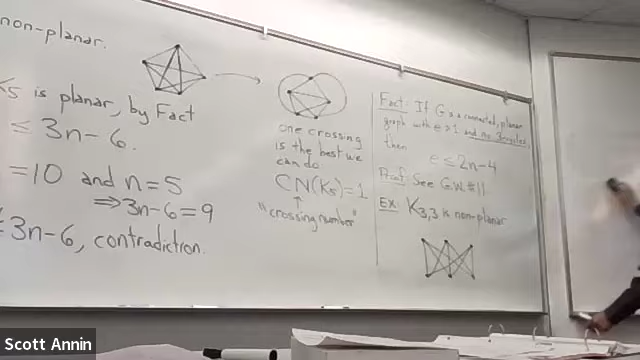 non-planar.
K5 is planar, by Fact
≤ 3n-6.
=10 and n=5
⇒3n-6=9
≤ 3n-6, contradiction.
one crossing
is the best we
can do
CN(K5)=1
↑
"crossing number"
Fact: If G is a connected, planar
graph with e>1 and no triangles,
then
e≤2n-4
Proof: See G.W. #11.
EX: K3,3 is non-planar
Scott Annin